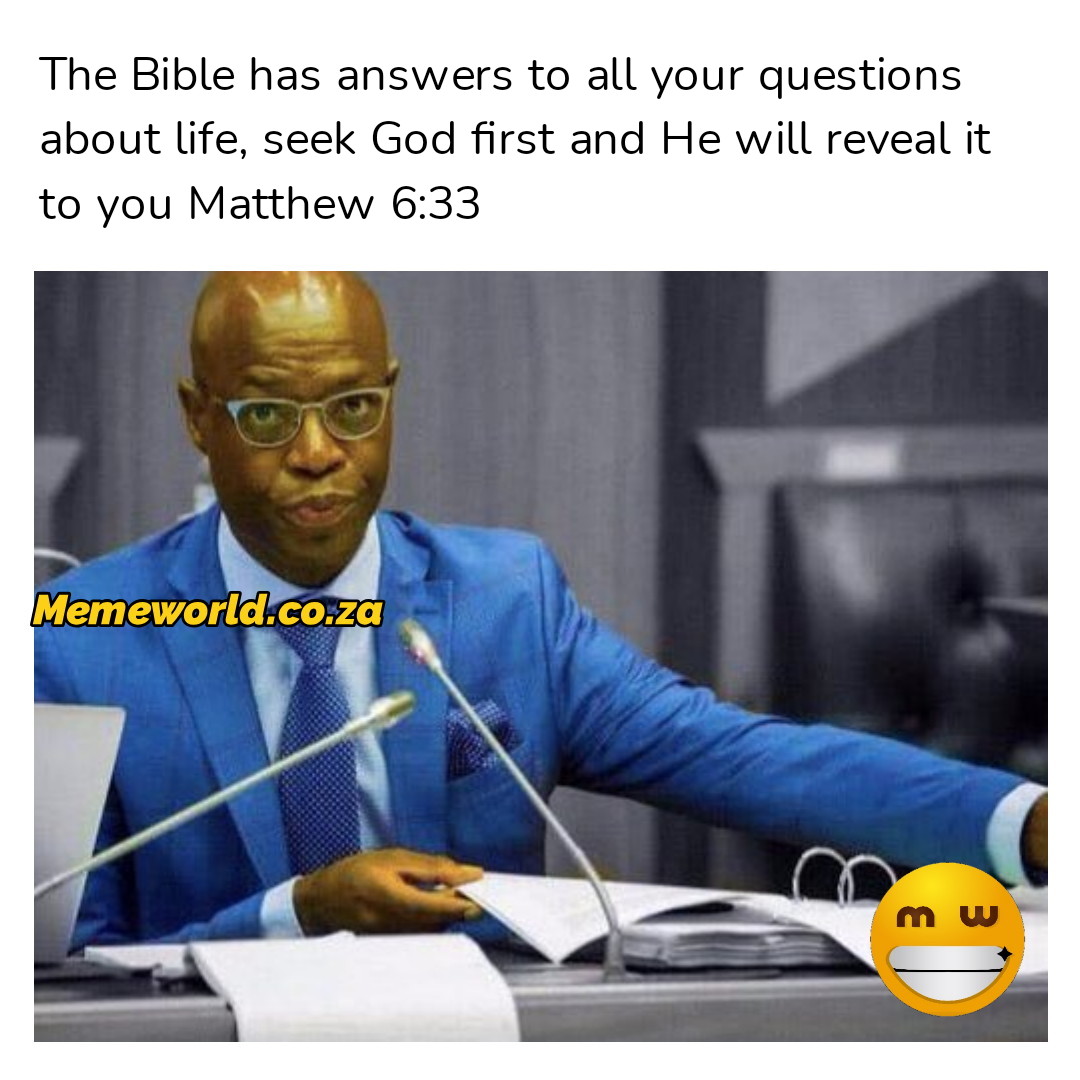 The Bible has answers to all your questions
about life, seek God first and He will reveal it
to you Matthew 6:33
Memeworld.co.za
m w